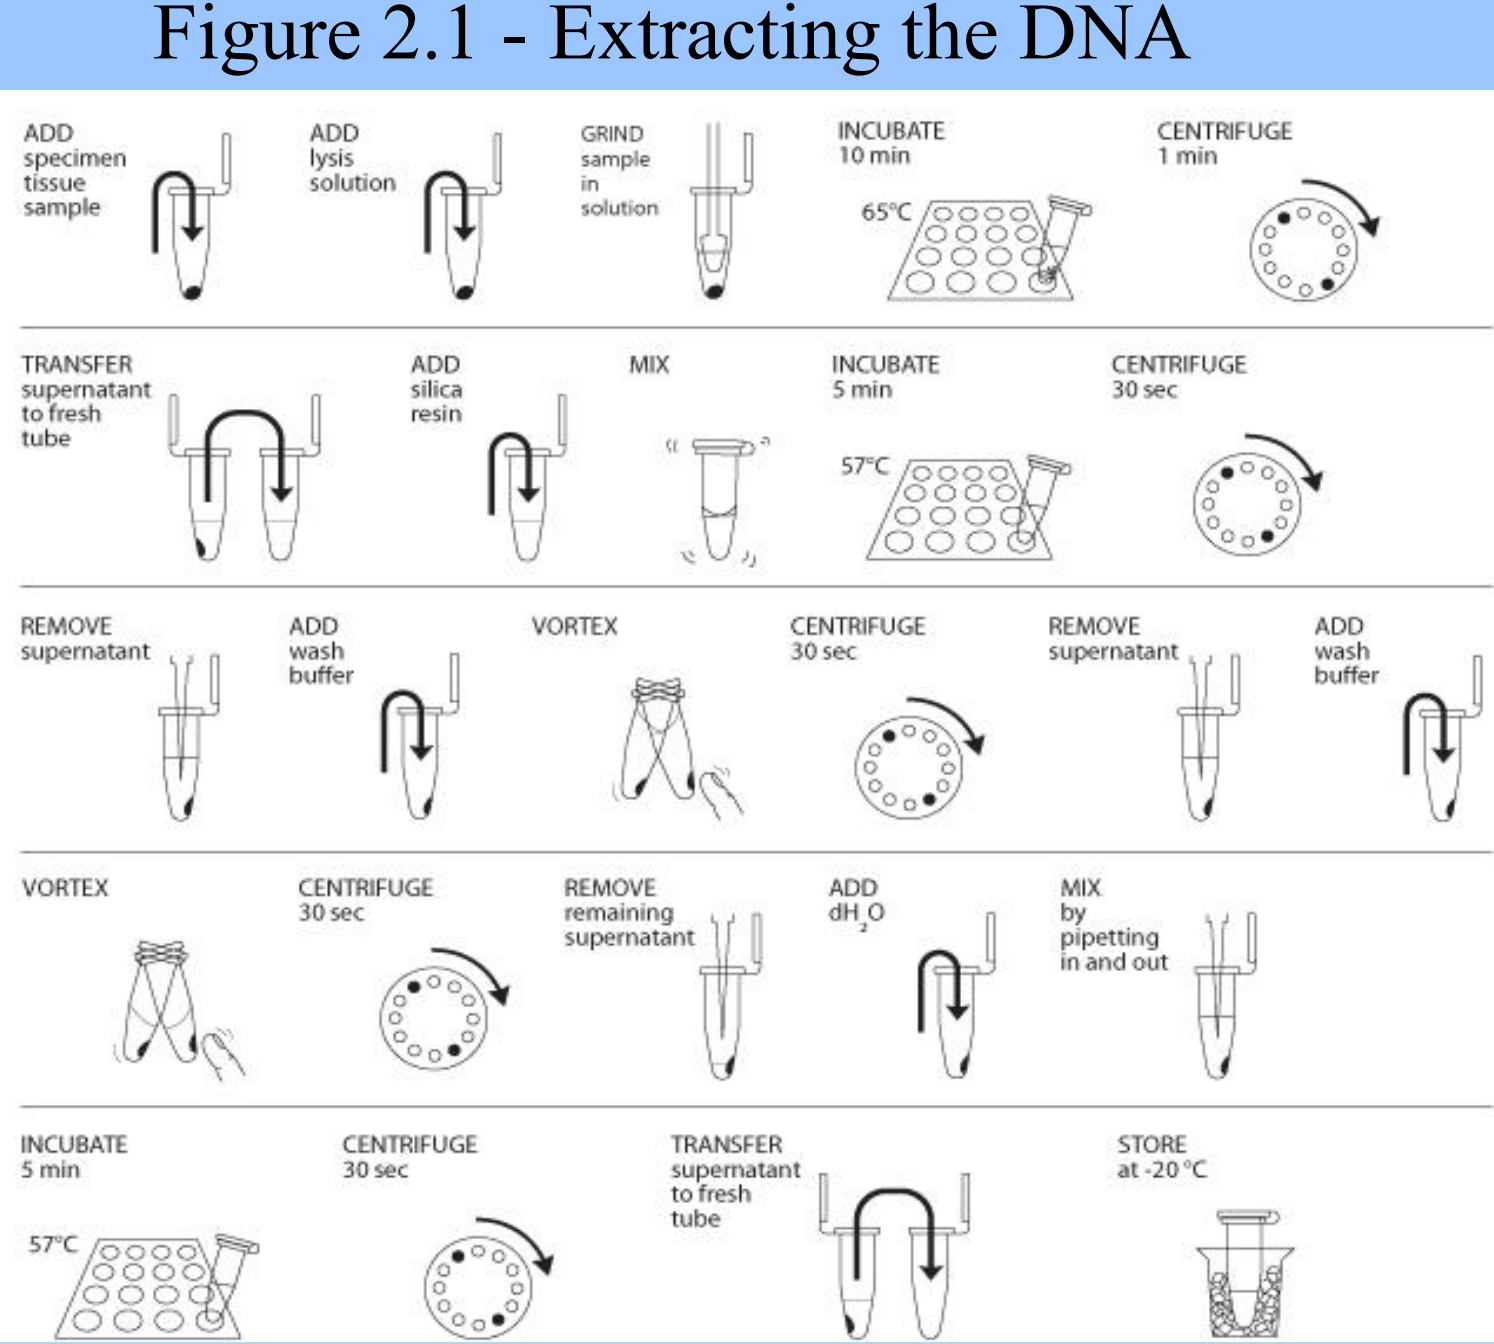 Figure 2.1 - Extracting the DNA
ADD
specimen
tissue
sample
ADD
lysis
solution
GRIND
sample
in
solution
INCUBATE
10 min
65°C
CENTRIFUGE
1 min
TRANSFER
supernatant
to fresh
tube
ADD
silica
resin
MIX
INCUBATE
5 min
57°C
CENTRIFUGE
30 sec
REMOVE
supernatant
ADD
wash
buffer
VORTEX
CENTRIFUGE
30 sec
REMOVE
supernatant
ADD
wash
buffer
VORTEX
CENTRIFUGE
30 sec
REMOVE
remaining
supernatant
ADD
dH₂O
MIX
by
pipetting
in and out
INCUBATE
5 min
57°C
CENTRIFUGE
30 sec
TRANSFER
supernatant
to fresh
tube
STORE
at -20 °C